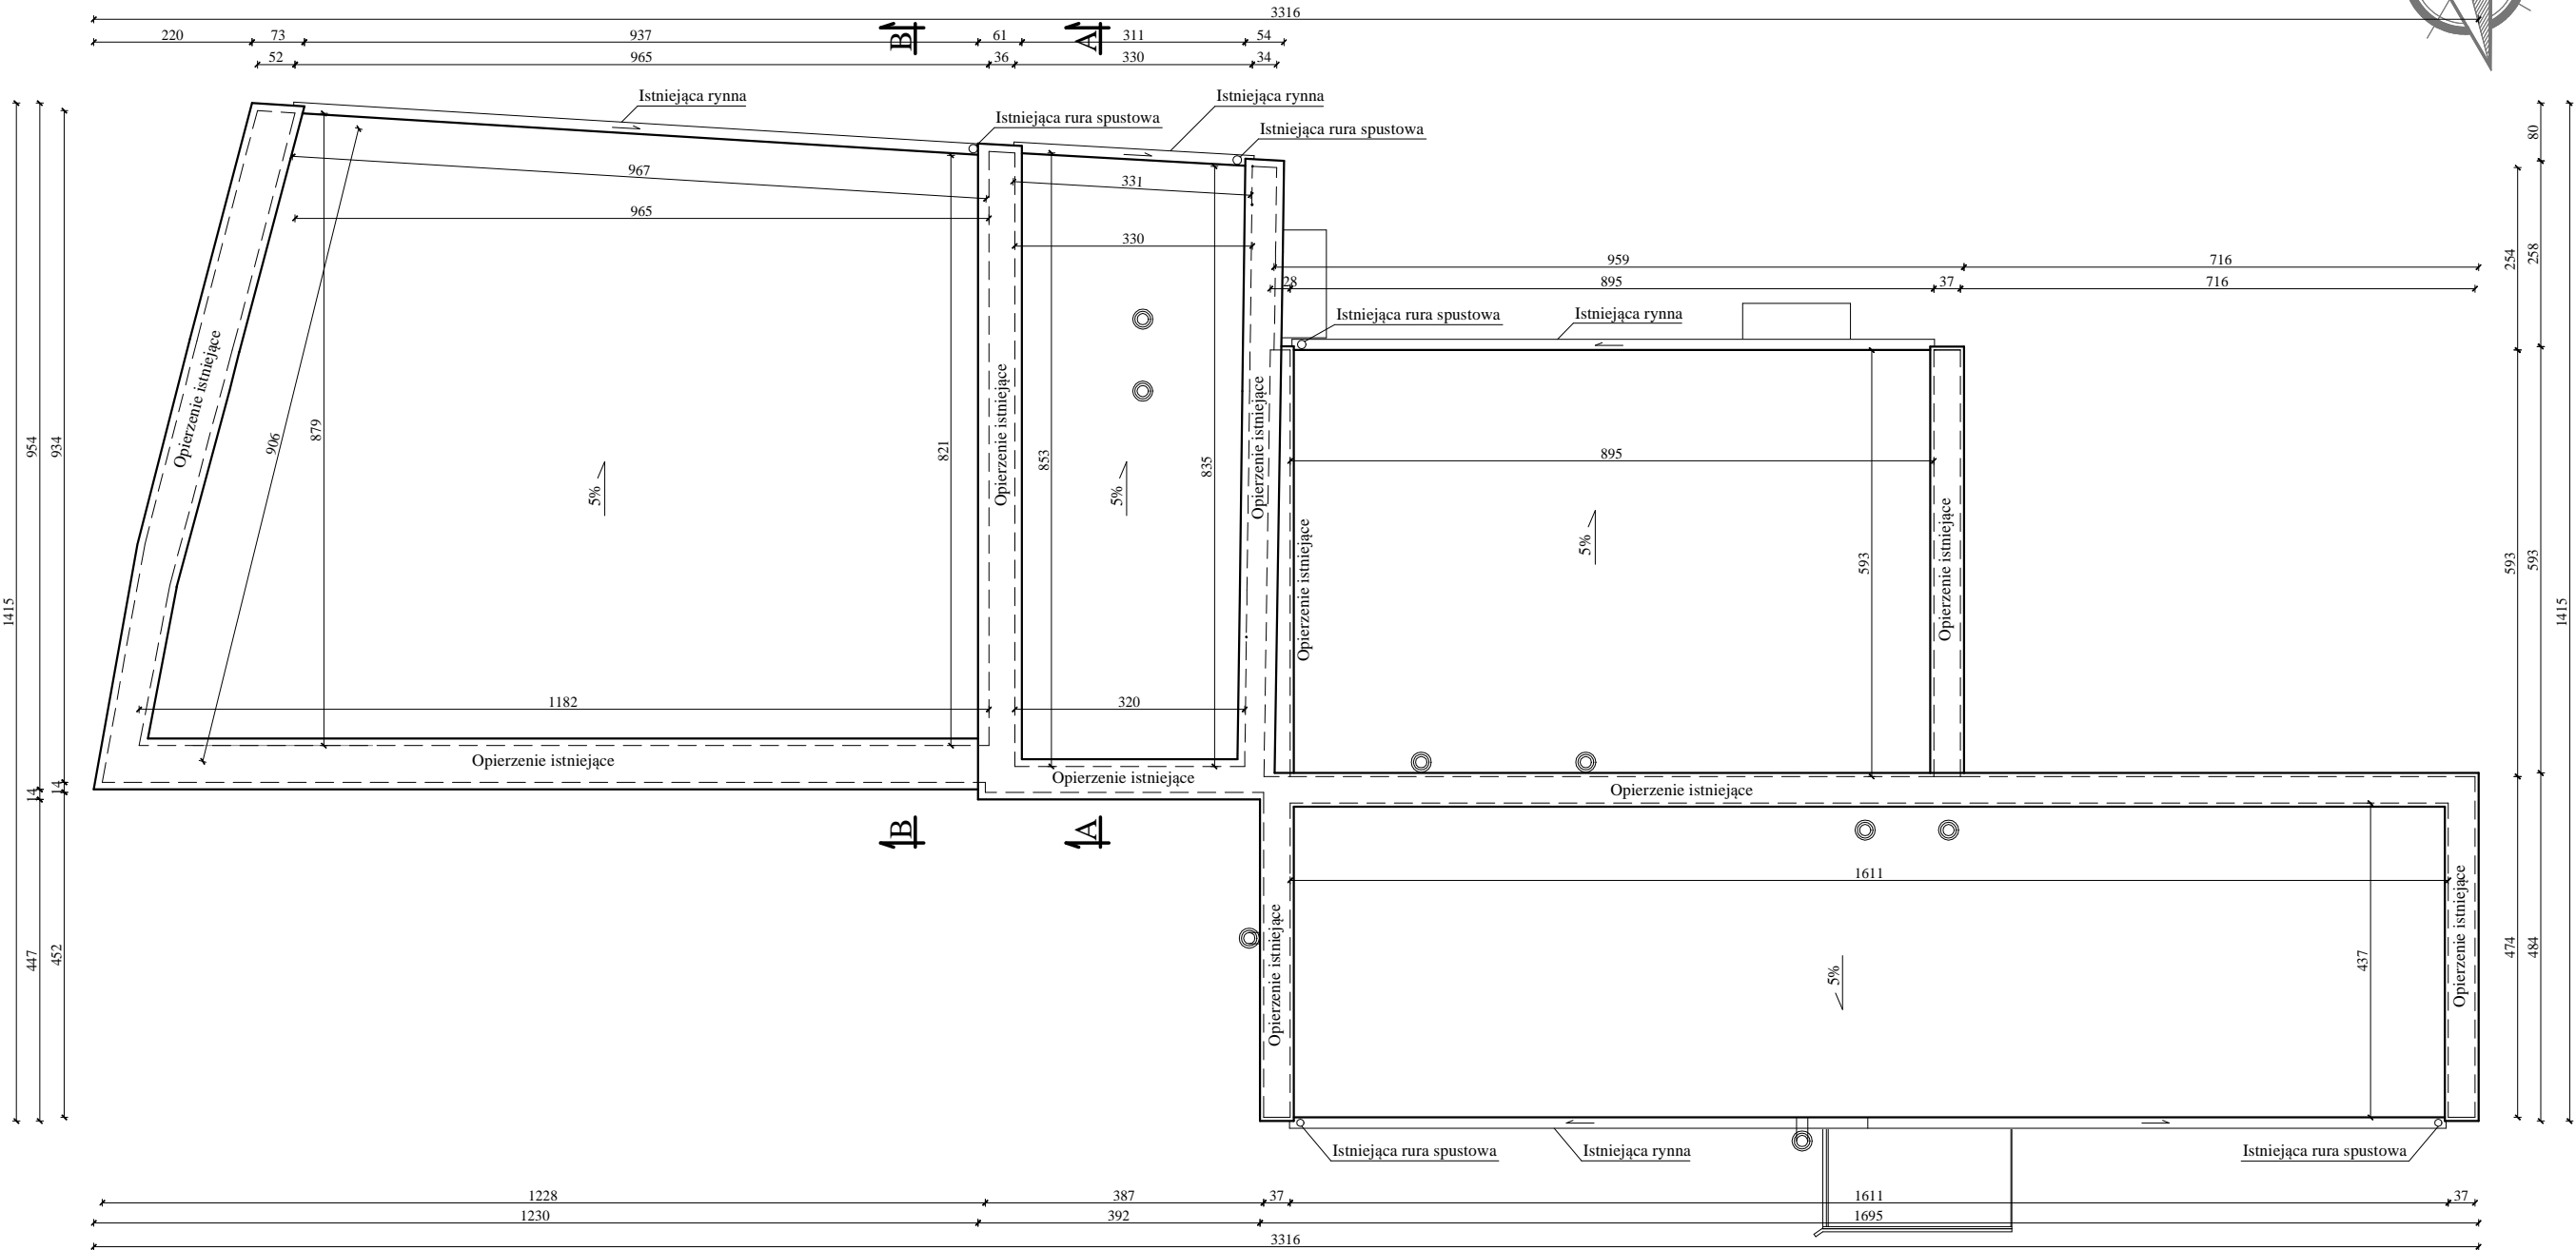 3316
220 73 937 61 311 54
52 965 36 330 34
B A
Istniejąca rynna
Istniejąca rura spustowa
Istniejąca rynna
Istniejąca rura spustowa
967
965
331
330
959 716
28 895 37 716
Istniejąca rura spustowa
Istniejąca rynna
Opierzenie istniejące
906
879
5%
821
Opierzenie istniejące
853
5%
835
Opierzenie istniejące
Opierzenie istniejące
895
5%
593
Opierzenie istniejące
1182
320
Opierzenie istniejące
Opierzenie istniejące
Opierzenie istniejące
B A
1611
Opierzenie istniejące
5%
437
Opierzenie istniejące
Istniejąca rura spustowa
Istniejąca rynna
Istniejąca rura spustowa
1415
954
14
447
934
14
452
80
254
258
593
593
474
484
1415
1228 387 37 1611 37
1230 392 1695
3316